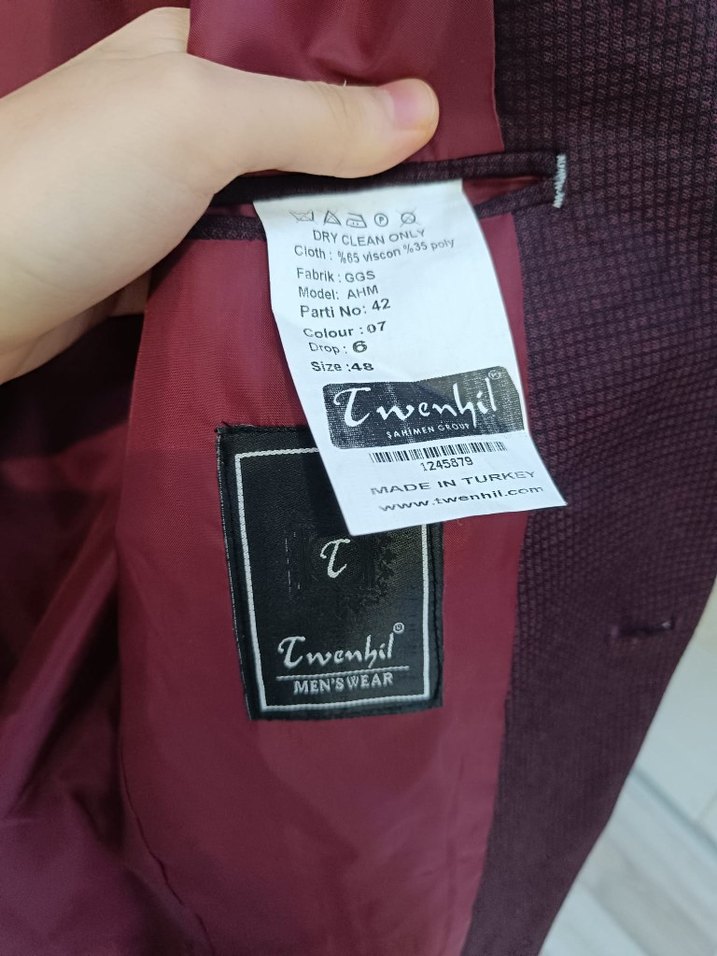 DRY CLEAN ONLY
Cloth : %65 viscon %35 poly
Fabrik : GGS
Model: AHM
Parti No: 42
Colour : 07
Drop : 6
Size : 48
Twenhil
ŞAHİMEN GROUP
1245879
MADE IN TURKEY
www.twenhil.com
T
Twenhil
MEN'S WEAR